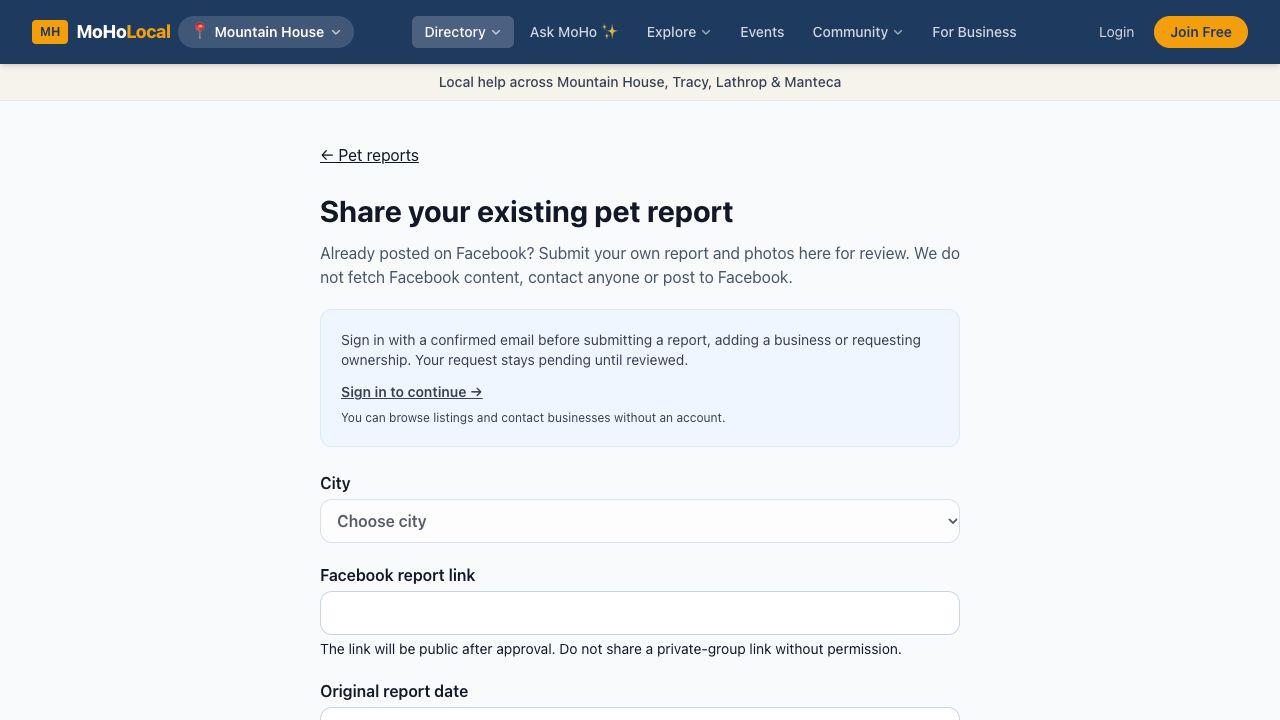 MH MoHoLocal 📍 Mountain House Directory Ask MoHo ✨ Explore Community Events For Business Login Join Free
Local help across Mountain House, Tracy, Lathrop & Manteca
← Pet reports
Share your existing pet report
Already posted on Facebook? Submit your own report and photos here for review. We do
not fetch Facebook content, contact anyone or post to Facebook.
Sign in with a confirmed email before submitting a report, adding a business or requesting
ownership. Your request stays pending until reviewed.
Sign in to continue →
You can browse listings and contact businesses without an account.
City
Choose city
Facebook report link
The link will be public after approval. Do not share a private-group link without permission.
Original report date